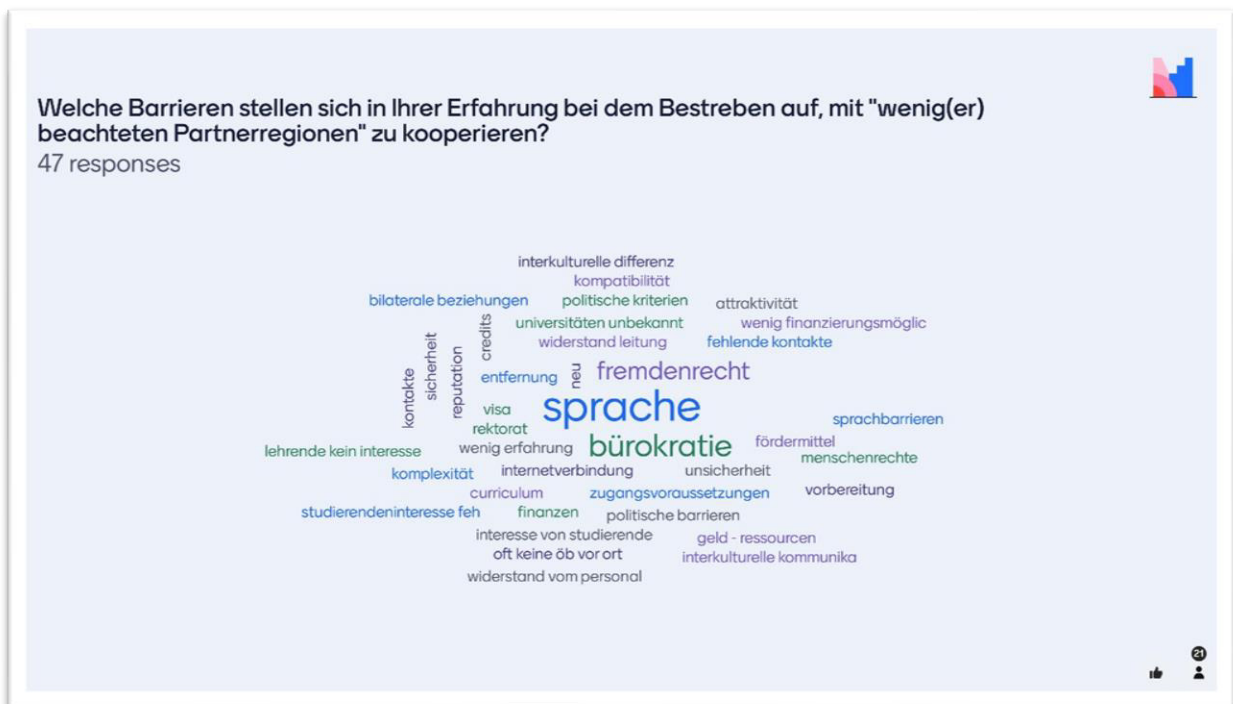 Welche Barrieren stellen sich in Ihrer Erfahrung bei dem Bestreben auf, mit "wenig(er)
beachteten Partnerregionen" zu kooperieren?
47 responses
interkulturelle differenz
kompatibilität
bilaterale beziehungen
politische kriterien
attraktivität
credits
universitäten unbekannt
wenig finanzierungsmöglic
widerstand leitung
fehlende kontakte
kontakte
sicherheit
reputation
entfernung
neu
fremdenrecht
visa
sprache
sprachbarrieren
rektorat
lehrende kein interesse
wenig erfahrung
bürokratie
fördermittel
menschenrechte
komplexität
internetverbindung
unsicherheit
curriculum
zugangsvoraussetzungen
vorbereitung
studierendeninteresse feh
finanzen
politische barrieren
interesse von studierende
geld - ressourcen
oft keine öb vor ort
interkulturelle kommunika
widerstand vom personal
21